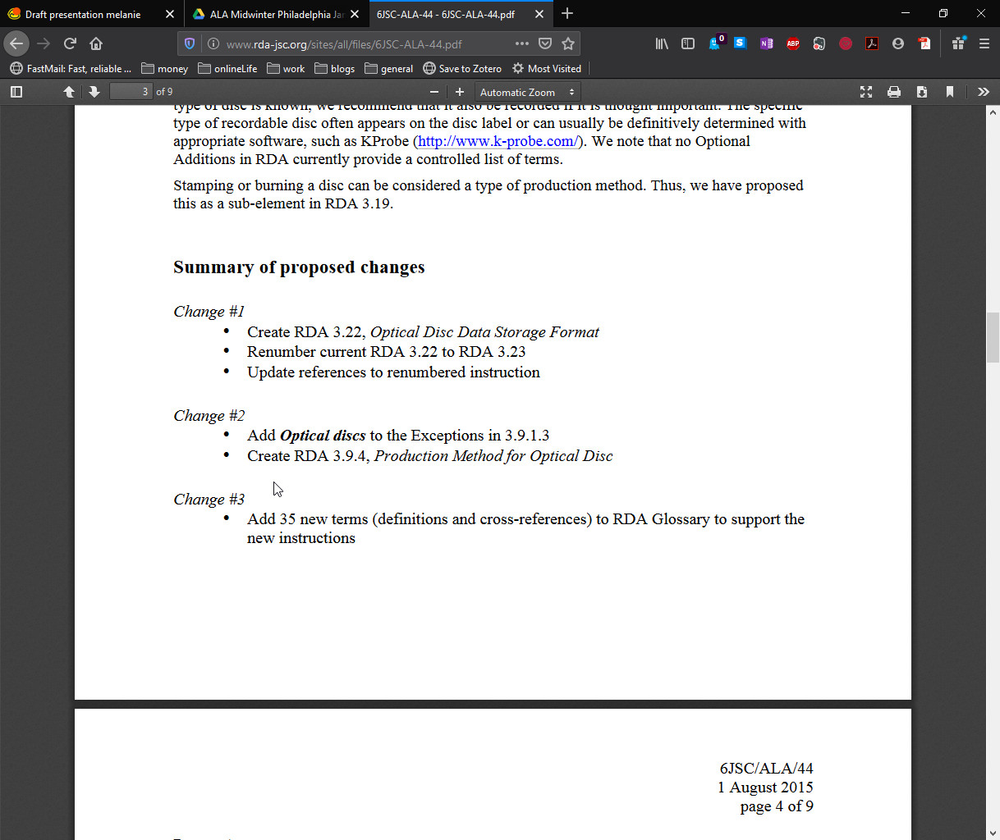 Draft presentation melanie
ALA Midwinter Philadelphia Jan
6JSC-ALA-44 - 6JSC-ALA-44.pdf
www.rda-jsc.org/sites/all/files/6JSC-ALA-44.pdf
0
S
N
ABP
FastMail: Fast, reliable ...
money
onlineLife
work
blogs
general
Save to Zotero
Most Visited
3 of 9
Automatic Zoom
type of disc is known, we recommend that it also be recorded if it is thought important. The specific
type of recordable disc often appears on the disc label or can usually be definitively determined with
appropriate software, such as KProbe (http://www.k-probe.com/). We note that no Optional
Additions in RDA currently provide a controlled list of terms.
Stamping or burning a disc can be considered a type of production method. Thus, we have proposed
this as a sub-element in RDA 3.19.
Summary of proposed changes
Change #1
• Create RDA 3.22, Optical Disc Data Storage Format
• Renumber current RDA 3.22 to RDA 3.23
• Update references to renumbered instruction
Change #2
• Add Optical discs to the Exceptions in 3.9.1.3
• Create RDA 3.9.4, Production Method for Optical Disc
Change #3
• Add 35 new terms (definitions and cross-references) to RDA Glossary to support the
new instructions
6JSC/ALA/44
1 August 2015
page 4 of 9